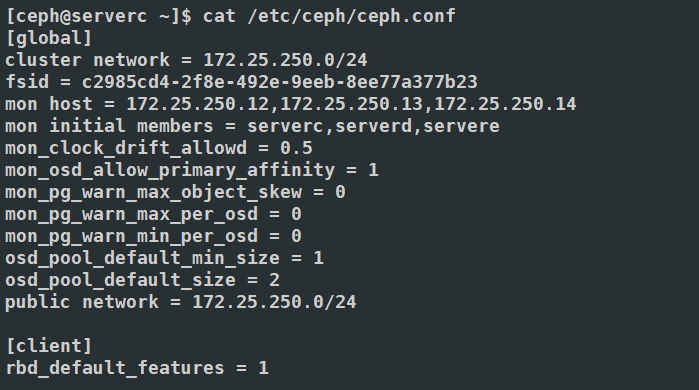 [ceph@serverc ~]$ cat /etc/ceph/ceph.conf
[global]
cluster network = 172.25.250.0/24
fsid = c2985cd4-2f8e-492e-9eeb-8ee77a377b23
mon host = 172.25.250.12,172.25.250.13,172.25.250.14
mon initial members = serverc,serverd,servere
mon_clock_drift_allowd = 0.5
mon_osd_allow_primary_affinity = 1
mon_pg_warn_max_object_skew = 0
mon_pg_warn_max_per_osd = 0
mon_pg_warn_min_per_osd = 0
osd_pool_default_min_size = 1
osd_pool_default_size = 2
public network = 172.25.250.0/24
[client]
rbd_default_features = 1